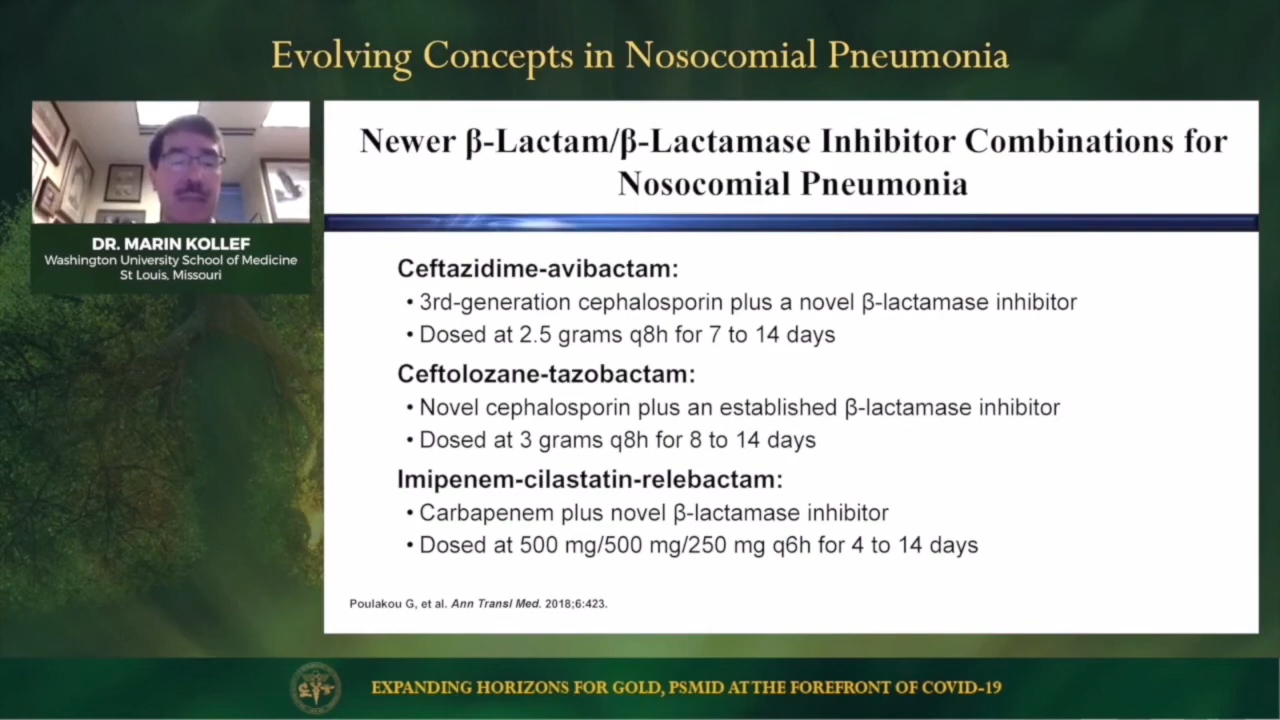 Evolving Concepts in Nosocomial Pneumonia
DR. MARIN KOLLEF
Washington University School of Medicine
St Louis, Missouri
Newer β-Lactam/β-Lactamase Inhibitor Combinations for
Nosocomial Pneumonia
Ceftazidime-avibactam:
• 3rd-generation cephalosporin plus a novel β-lactamase inhibitor
• Dosed at 2.5 grams q8h for 7 to 14 days
Ceftolozane-tazobactam:
• Novel cephalosporin plus an established β-lactamase inhibitor
• Dosed at 3 grams q8h for 8 to 14 days
Imipenem-cilastatin-relebactam:
• Carbapenem plus novel β-lactamase inhibitor
• Dosed at 500 mg/500 mg/250 mg q6h for 4 to 14 days
Poulakou G, et al. Ann Transl Med. 2018;6:423.
EXPANDING HORIZONS FOR GOLD, PSMID AT THE FOREFRONT OF COVID-19